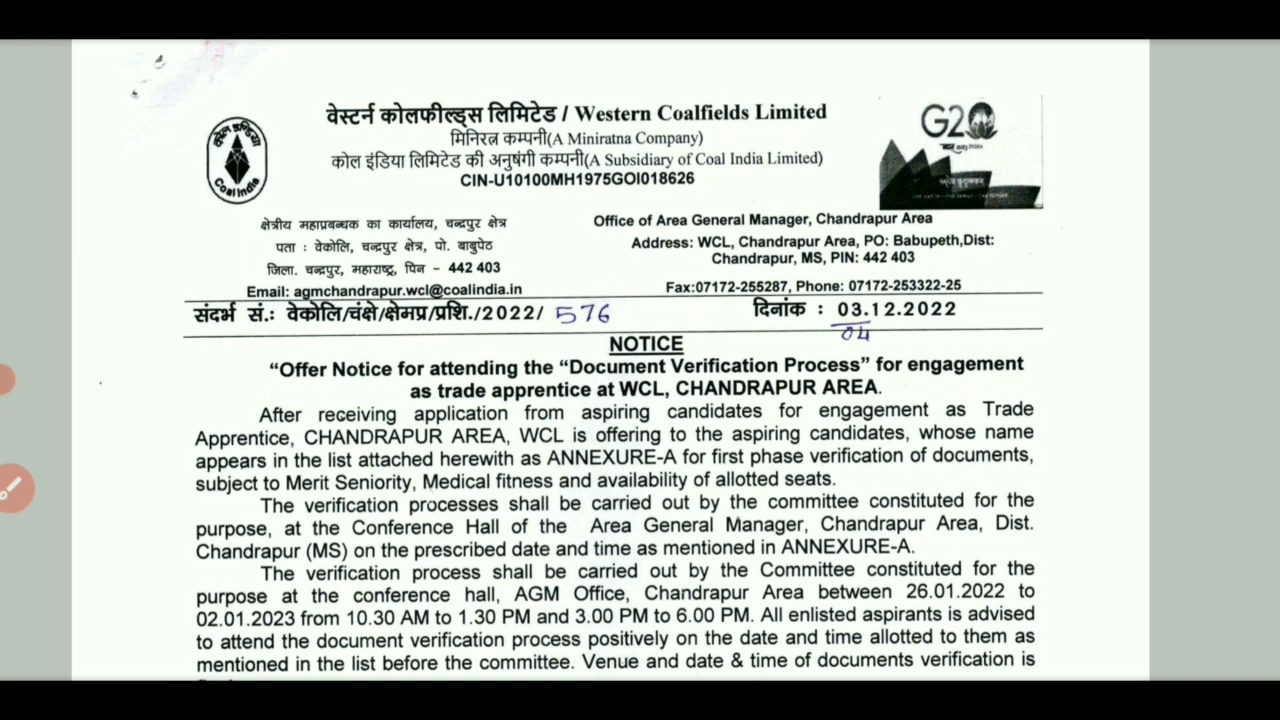 वेस्टर्न कोलफील्ड्स लिमिटेड / Western Coalfields Limited
मिनिरत्न कम्पनी(A Miniratna Company)
कोल इंडिया लिमिटेड की अनुषंगी कम्पनी(A Subsidiary of Coal India Limited)
CIN-U10100MH1975GOI018626
कोल इण्डिया
Coal India
G20
क्षेत्रीय महाप्रबन्धक का कार्यालय, चन्द्रपुर क्षेत्र
पता : वेकोलि, चन्द्रपुर क्षेत्र, पो. बाबुपेठ
जिला. चन्द्रपुर, महाराष्ट्र, पिन - 442 403
Email: agmchandrapur.wcl@coalindia.in
Office of Area General Manager, Chandrapur Area
Address: WCL, Chandrapur Area, PO: Babupeth,Dist:
Chandrapur, MS, PIN: 442 403
Fax:07172-255287, Phone: 07172-253322-25
संदर्भ सं.: वेकोलि/चंक्षे/क्षेमप्र/प्रशि./2022/ 576 दिनांक : 03.12.2022
04
NOTICE
“Offer Notice for attending the “Document Verification Process” for engagement
as trade apprentice at WCL, CHANDRAPUR AREA.
After receiving application from aspiring candidates for engagement as Trade
Apprentice, CHANDRAPUR AREA, WCL is offering to the aspiring candidates, whose name
appears in the list attached herewith as ANNEXURE-A for first phase verification of documents,
subject to Merit Seniority, Medical fitness and availability of allotted seats.
The verification processes shall be carried out by the committee constituted for the
purpose, at the Conference Hall of the Area General Manager, Chandrapur Area, Dist.
Chandrapur (MS) on the prescribed date and time as mentioned in ANNEXURE-A.
The verification process shall be carried out by the Committee constituted for the
purpose at the conference hall, AGM Office, Chandrapur Area between 26.01.2022 to
02.01.2023 from 10.30 AM to 1.30 PM and 3.00 PM to 6.00 PM. All enlisted aspirants is advised
to attend the document verification process positively on the date and time allotted to them as
mentioned in the list before the committee. Venue and date & time of documents verification is